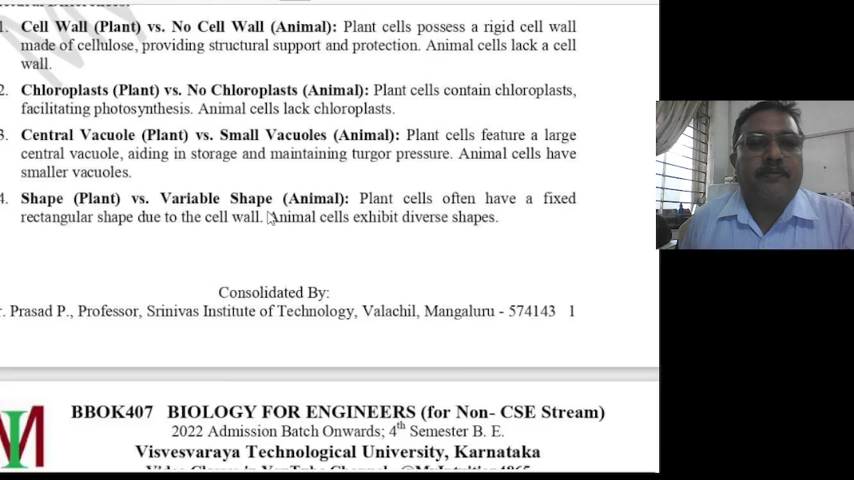 1. Cell Wall (Plant) vs. No Cell Wall (Animal): Plant cells possess a rigid cell wall
made of cellulose, providing structural support and protection. Animal cells lack a cell
wall.
2. Chloroplasts (Plant) vs. No Chloroplasts (Animal): Plant cells contain chloroplasts,
facilitating photosynthesis. Animal cells lack chloroplasts.
3. Central Vacuole (Plant) vs. Small Vacuoles (Animal): Plant cells feature a large
central vacuole, aiding in storage and maintaining turgor pressure. Animal cells have
smaller vacuoles.
4. Shape (Plant) vs. Variable Shape (Animal): Plant cells often have a fixed
rectangular shape due to the cell wall. Animal cells exhibit diverse shapes.
Consolidated By:
r. Prasad P., Professor, Srinivas Institute of Technology, Valachil, Mangaluru - 574143 1
BBOK407 BIOLOGY FOR ENGINEERS (for Non- CSE Stream)
2022 Admission Batch Onwards; 4th Semester B. E.
Visvesvaraya Technological University, Karnataka